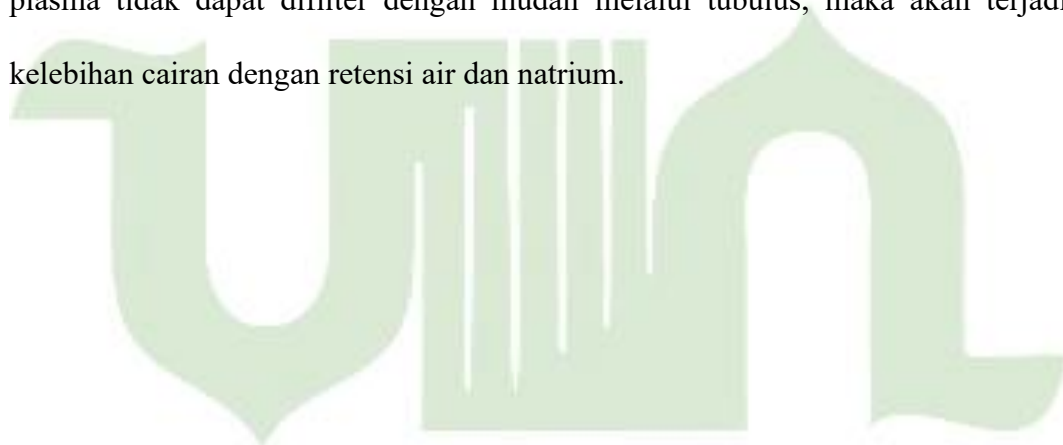 plasma tidak dapat difilter dengan mudah melalui tubulus, maka akan terjadi
kelebihan cairan dengan retensi air dan natrium.